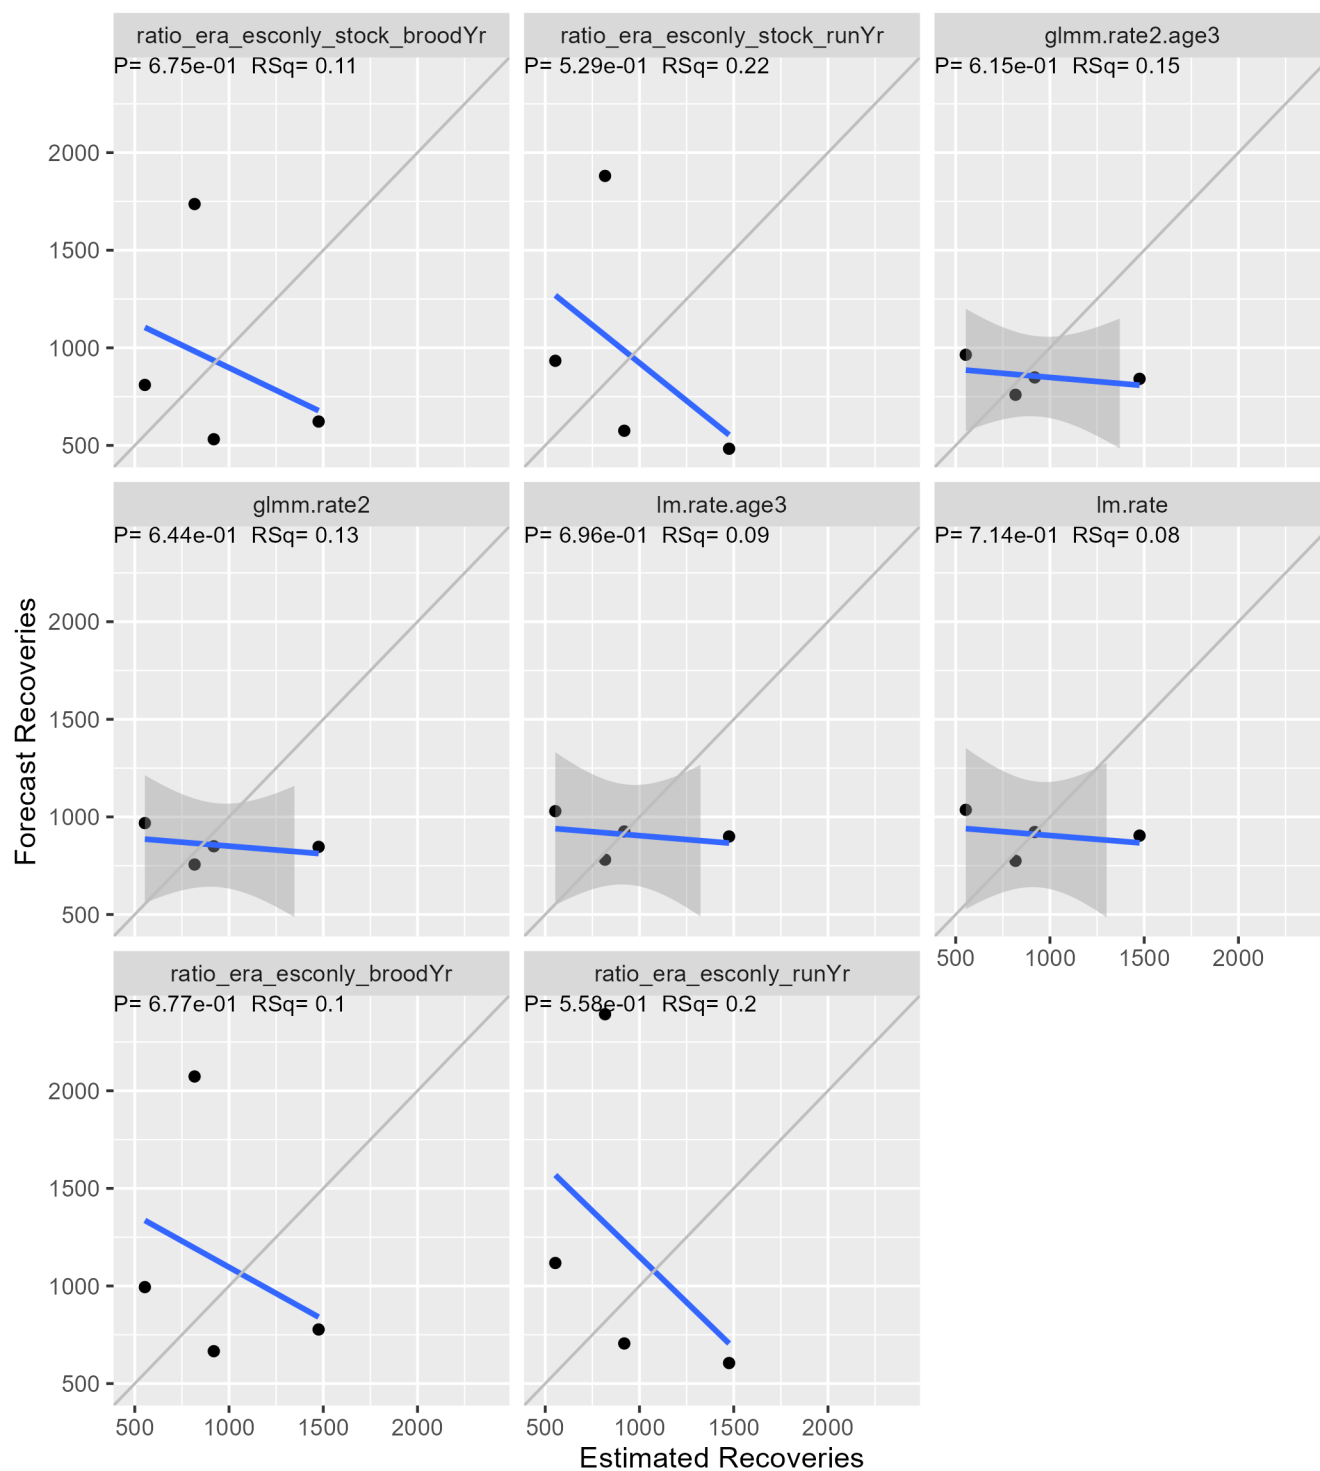 ratio_era_esconly_stock_broodYr
ratio_era_esconly_stock_runYr
glmm.rate2.age3
P= 6.75e-01 RSq= 0.11
P= 5.29e-01 RSq= 0.22
P= 6.15e-01 RSq= 0.15
2000
1500
1000
500
glmm.rate2
lm.rate.age3
lm.rate
P= 6.44e-01 RSq= 0.13
P= 6.96e-01 RSq= 0.09
P= 7.14e-01 RSq= 0.08
2000
1500
1000
500
Forecast Recoveries
500 1000 1500 2000
ratio_era_esconly_broodYr
ratio_era_esconly_runYr
P= 6.77e-01 RSq= 0.1
P= 5.58e-01 RSq= 0.2
2000
1500
1000
500
500 1000 1500 2000
500 1000 1500 2000
Estimated Recoveries